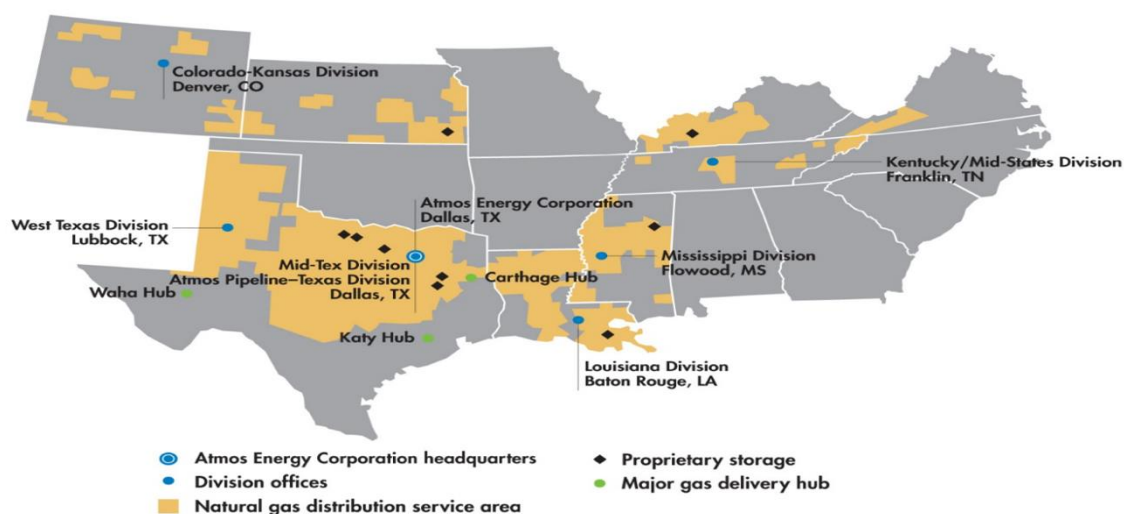 Colorado-Kansas Division
Denver, CO
Kentucky/Mid-States Division
Franklin, TN
Atmos Energy Corporation
Dallas, TX
West Texas Division
Lubbock, TX
Mid-Tex Division
Atmos Pipeline–Texas Division
Dallas, TX
Mississippi Division
Flowood, MS
Carthage Hub
Waha Hub
Katy Hub
Louisiana Division
Baton Rouge, LA
Atmos Energy Corporation headquarters
Division offices
Natural gas distribution service area
Proprietary storage
Major gas delivery hub